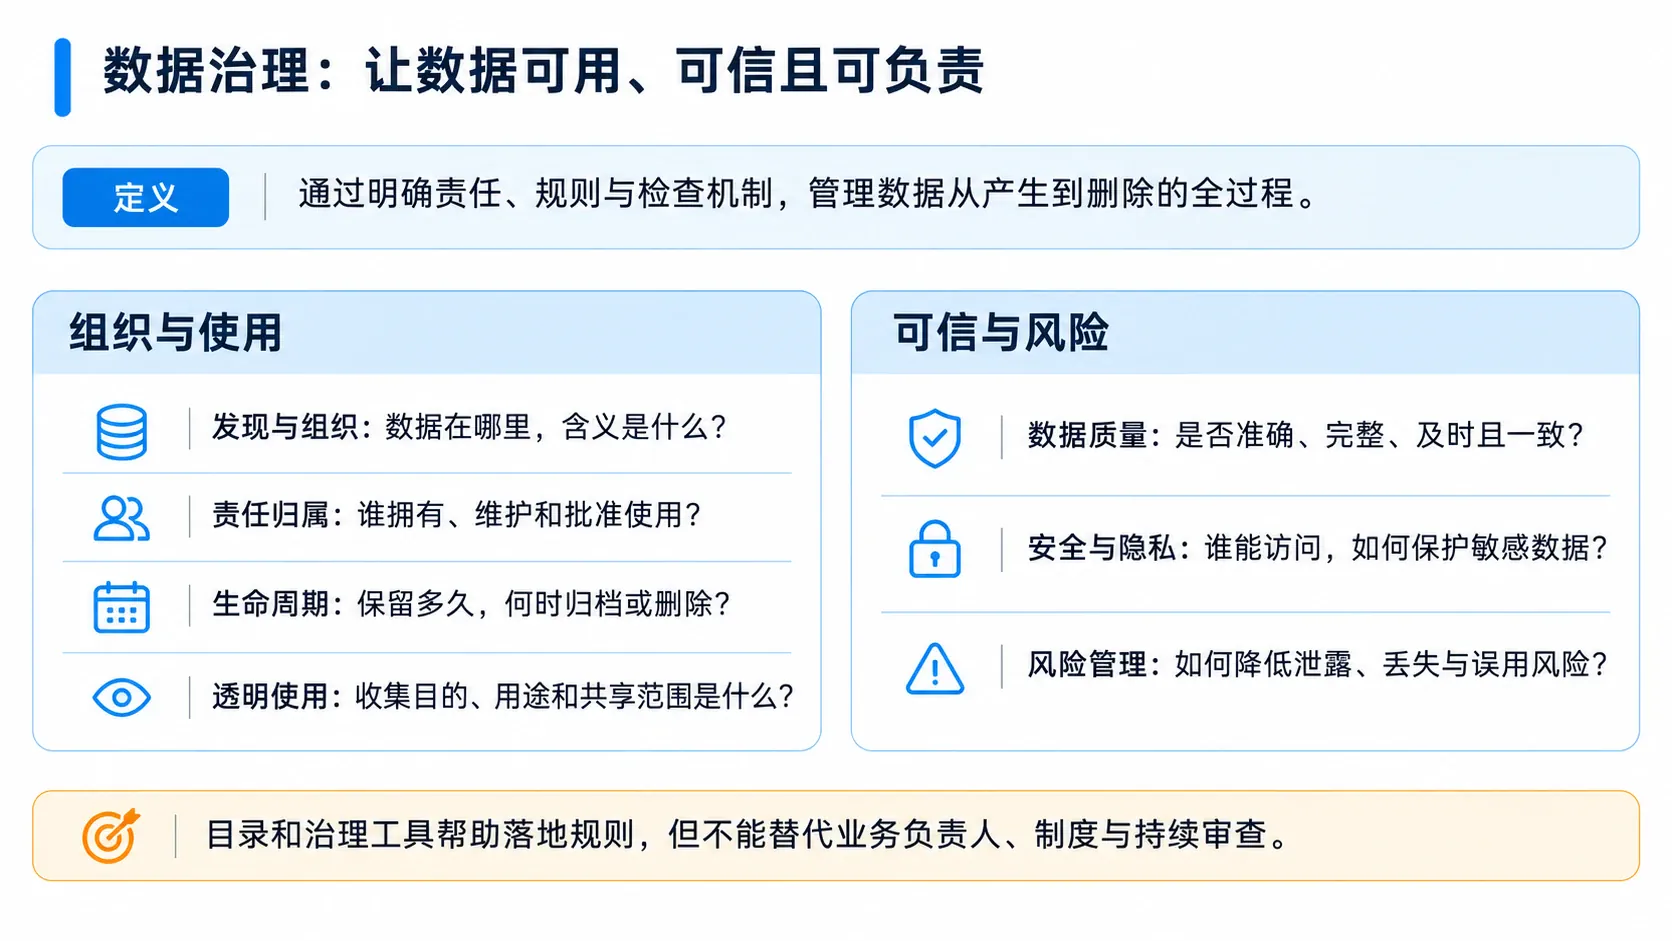 数据治理：让数据可用、可信且可负责
定义
通过明确责任、规则与检查机制，管理数据从产生到删除的全过程。
组织与使用
发现与组织：数据在哪里，含义是什么？
责任归属：谁拥有、维护和批准使用？
生命周期：保留多久，何时归档或删除？
透明使用：收集目的、用途和共享范围是什么？
可信与风险
数据质量：是否准确、完整、及时且一致？
安全与隐私：谁能访问，如何保护敏感数据？
风险管理：如何降低泄露、丢失与误用风险？
目录和治理工具帮助落地规则，但不能替代业务负责人、制度与持续审查。